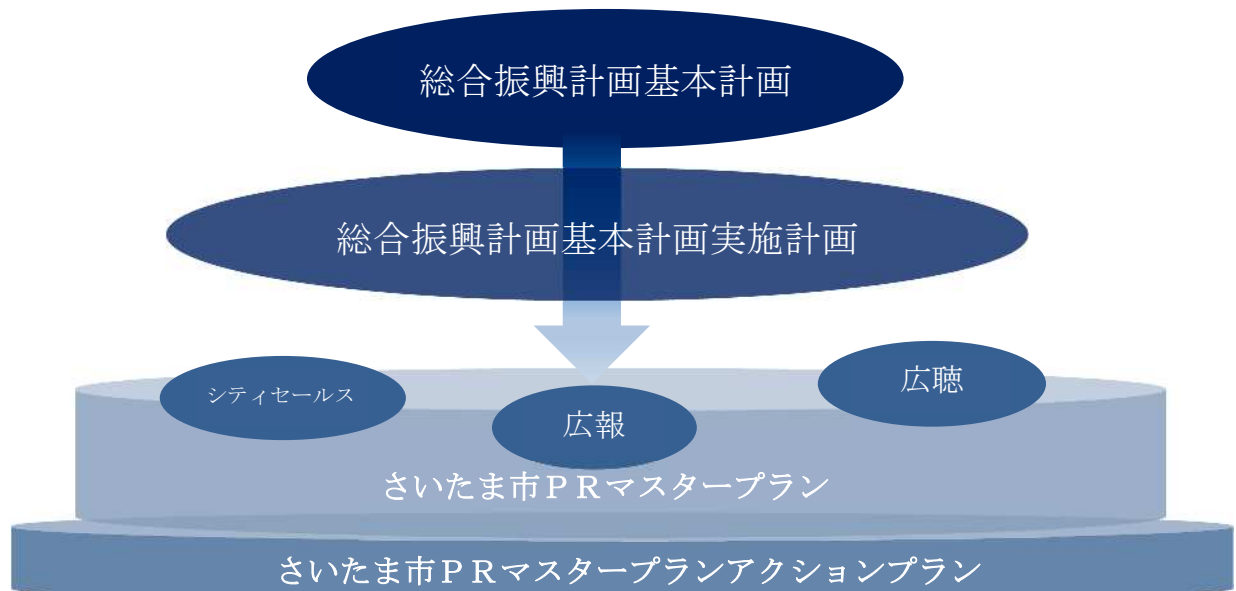 総合振興計画基本計画
総合振興計画基本計画実施計画
シティセールス
広報
広聴
さいたま市ＰＲマスタープラン
さいたま市ＰＲマスタープランアクションプラン